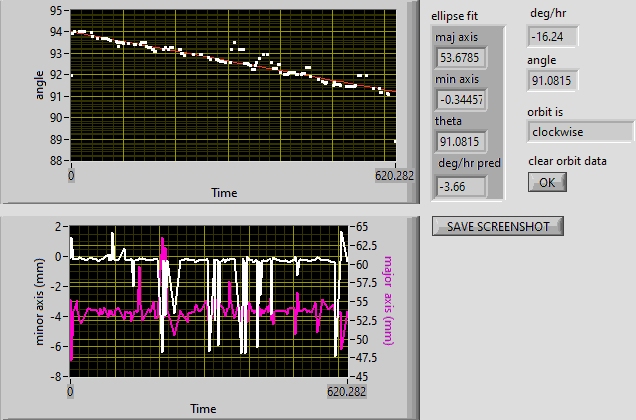 95
94
93
92
91
90
89
88
angle
0
620.282
Time
ellipse fit
maj axis
53.6785
min axis
-0.34457
theta
91.0815
deg/hr pred
-3.66
deg/hr
-16.24
angle
91.0815
orbit is
clockwise
clear orbit data
OK
SAVE SCREENSHOT
2
0
-2
-4
-6
-8
minor axis (mm)
65
62.5
60
57.5
55
52.5
50
47.5
45
major axis (mm)
0
620.282
Time